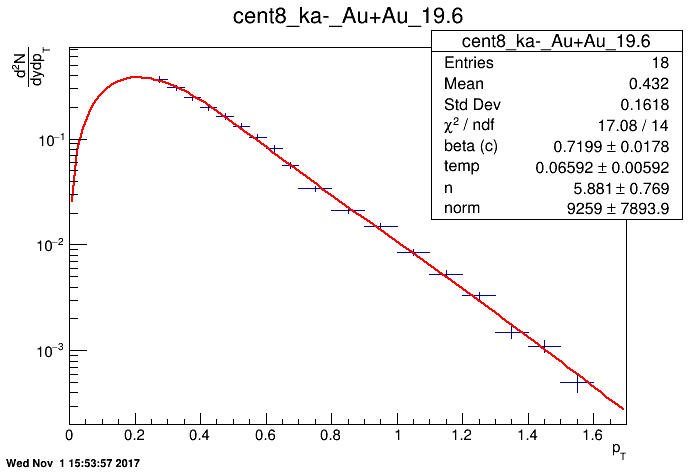 cent8_ka-_Au+Au_19.6
cent8_ka-_Au+Au_19.6
Entries 18
Mean 0.432
Std Dev 0.1618
χ² / ndf 17.08 / 14
beta (c) 0.7199 ± 0.0178
temp 0.06592 ± 0.00592
n 5.881 ± 0.769
norm 9259 ± 7893.9
d²N
dydp_T
10⁻¹
10⁻²
10⁻³
0 0.2 0.4 0.6 0.8 1 1.2 1.4 1.6
p_T
Wed Nov 1 15:53:57 2017